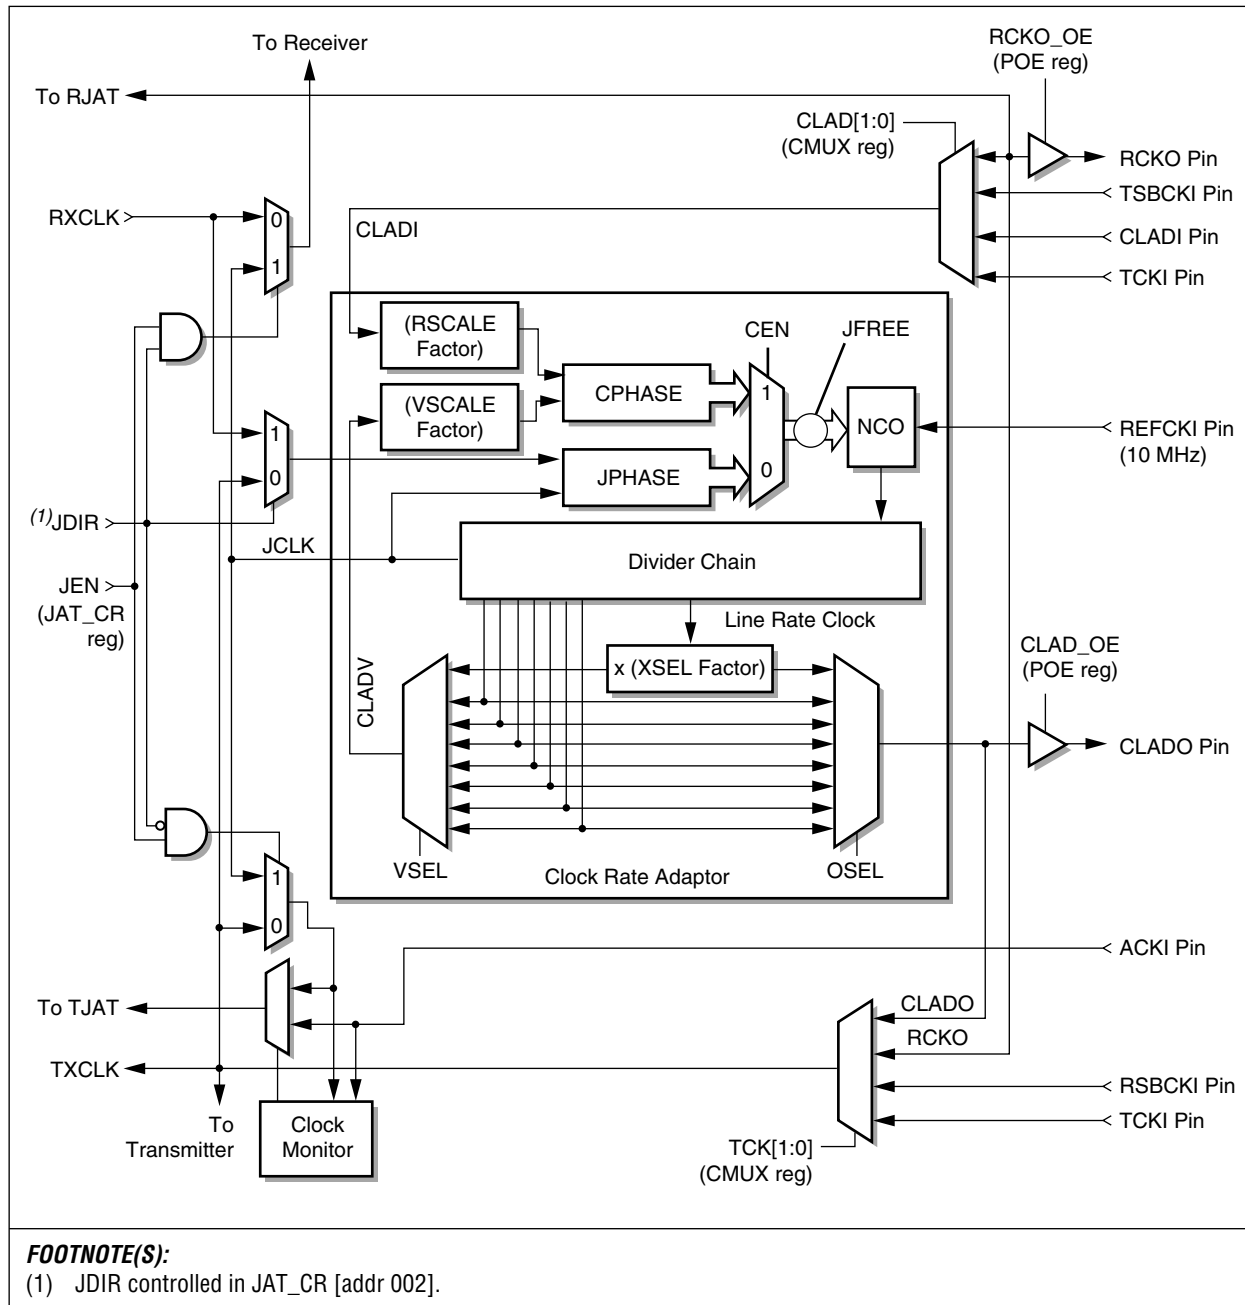 To Receiver
RCKO_OE
(POE reg)
To RJAT
CLAD[1:0]
(CMUX reg)
RCKO Pin
TSBCKI Pin
RXCLK
0
CLADI
CLADI Pin
1
TCKI Pin
(RSCALE
Factor)
CEN
JFREE
CPHASE
1
(VSCALE
Factor)
NCO
REFCKI Pin
(10 MHz)
1
0
JPHASE
0
(1)JDIR
JCLK
Divider Chain
JEN
(JAT_CR
reg)
Line Rate Clock
CLAD_OE
(POE reg)
x (XSEL Factor)
CLADV
CLADO Pin
VSEL
Clock Rate Adaptor
OSEL
1
0
ACKI Pin
To TJAT
CLADO
RCKO
TXCLK
RSBCKI Pin
To
Transmitter
Clock
Monitor
TCKI Pin
TCK[1:0]
(CMUX reg)
FOOTNOTE(S):
(1) JDIR controlled in JAT_CR [addr 002].